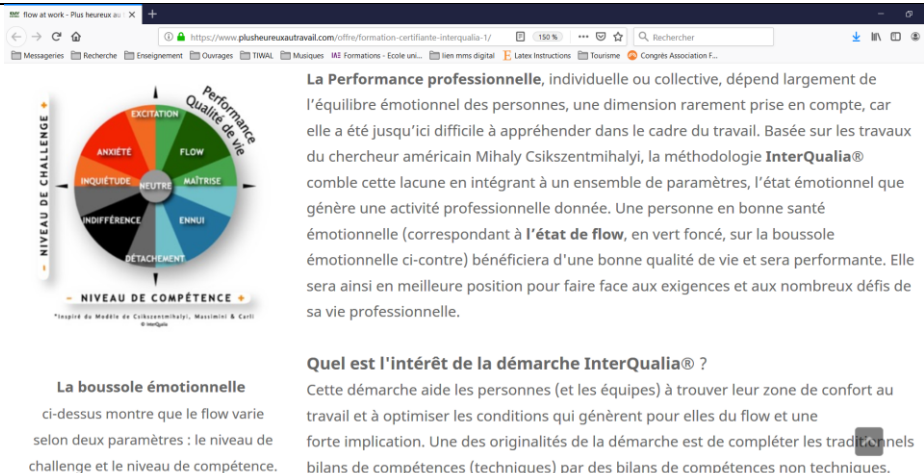 flow at work - Plus heureux au t
https://www.plusheureuxautravail.com/offre/formation-certifiante-interqualia-1/
150 %
Rechercher
Messageries
Recherche
Enseignement
Ouvrages
TIWAL
Musiques
IAE Formations - Ecole uni...
lien mms digital
Latex Instructions
Tourisme
Congrés Association F...
NIVEAU DE CHALLENGE +
-
Performance
Qualité de vie
EXCITATION
ANXIÉTÉ
FLOW
INQUIÉTUDE
NEUTRE
MAÎTRISE
INDIFFÉRENCE
ENNUI
DÉTACHEMENT
- NIVEAU DE COMPÉTENCE +
*Inspiré du Modèle de Csikszentmihalyi, Massimini & Carli
© InterQualia
La boussole émotionnelle
ci-dessus montre que le flow varie
selon deux paramètres : le niveau de
challenge et le niveau de compétence.
La Performance professionnelle, individuelle ou collective, dépend largement de
l'équilibre émotionnel des personnes, une dimension rarement prise en compte, car
elle a été jusqu'ici difficile à appréhender dans le cadre du travail. Basée sur les travaux
du chercheur américain Mihaly Csikszentmihalyi, la méthodologie InterQualia®
comble cette lacune en intégrant à un ensemble de paramètres, l'état émotionnel que
génère une activité professionnelle donnée. Une personne en bonne santé
émotionnelle (correspondant à l'état de flow, en vert foncé, sur la boussole
émotionnelle ci-contre) bénéficiera d'une bonne qualité de vie et sera performante. Elle
sera ainsi en meilleure position pour faire face aux exigences et aux nombreux défis de
sa vie professionnelle.
Quel est l'intérêt de la démarche InterQualia® ?
Cette démarche aide les personnes (et les équipes) à trouver leur zone de confort au
travail et à optimiser les conditions qui génèrent pour elles du flow et une
forte implication. Une des originalités de la démarche est de compléter les traditionnels
bilans de compétences (techniques) par des bilans de compétences non techniques.